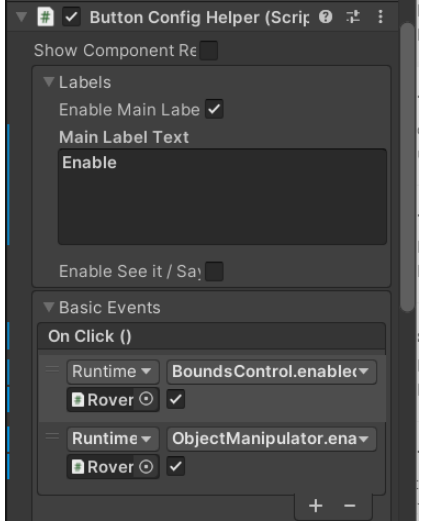 Button Config Helper (Scrip
Show Component Re
Labels
Enable Main Labe
Main Label Text
Enable
Enable See it / Say
Basic Events
On Click ()
Runtime BoundsControl.enabled
Rover
Runtime ObjectManipulator.ena
Rover